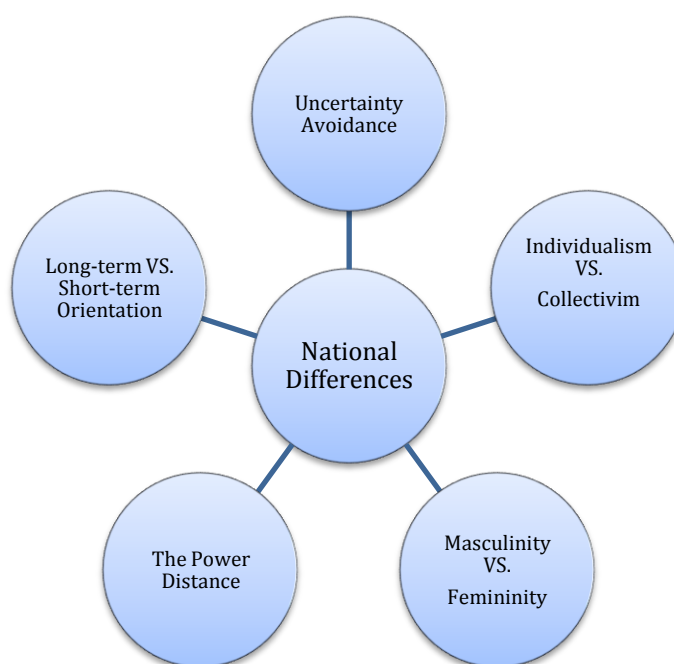 Uncertainty
Avoidance
Long-term VS.
Short-term
Orientation
Individualism
VS.
Collectivim
National
Differences
The Power
Distance
Masculinity
VS.
Femininity